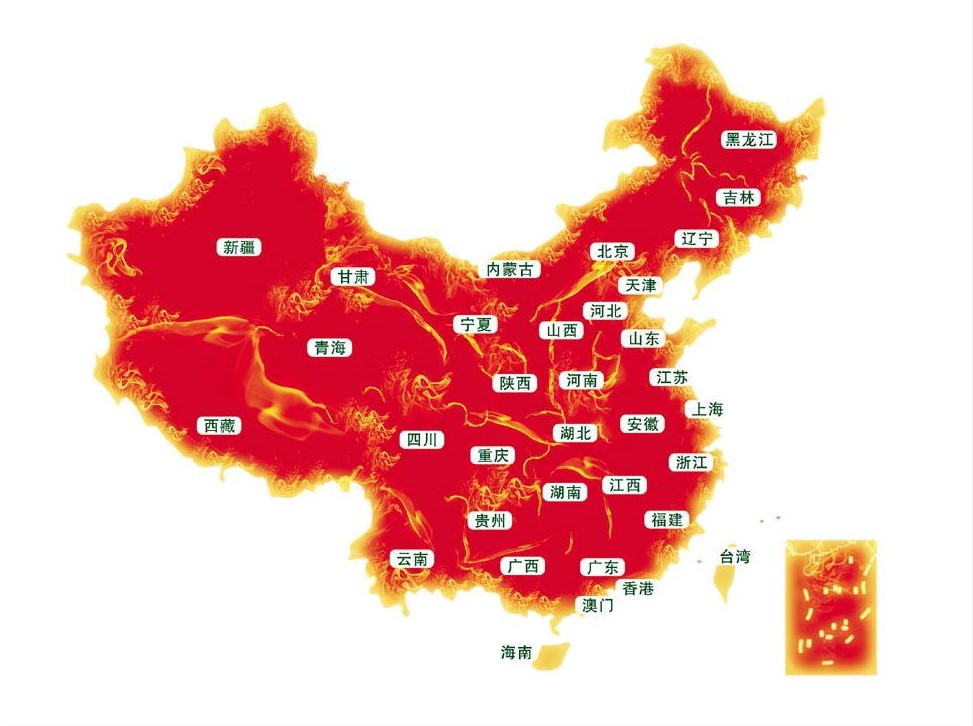 黑龙江
吉林
辽宁
新疆
北京
内蒙古
甘肃
天津
河北
宁夏
山西
山东
青海
陕西
河南
江苏
上海
西藏
安徽
湖北
四川
重庆
浙江
江西
湖南
贵州
福建
云南
广西
广东
台湾
香港
澳门
海南